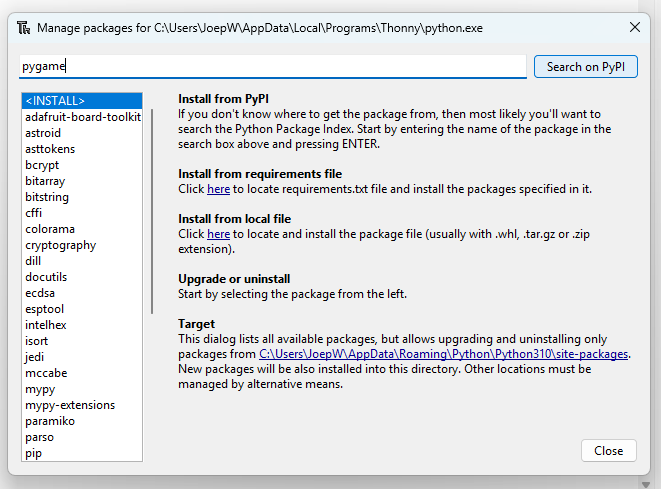 Manage packages for C:\Users\JoepW\AppData\Local\Programs\Thonny\python.exe
pygame
Search on PyPI
<INSTALL>
adafruit-board-toolkit
astroid
asttokens
bcrypt
bitarray
bitstring
cffi
colorama
cryptography
dill
docutils
ecdsa
esptool
intelhex
isort
jedi
mccabe
mypy
mypy-extensions
paramiko
parso
pip
Install from PyPI
If you don't know where to get the package from, then most likely you'll want to
search the Python Package Index. Start by entering the name of the package in the
search box above and pressing ENTER.
Install from requirements file
Click here to locate requirements.txt file and install the packages specified in it.
Install from local file
Click here to locate and install the package file (usually with .whl, .tar.gz or .zip
extension).
Upgrade or uninstall
Start by selecting the package from the left.
Target
This dialog lists all available packages, but allows upgrading and uninstalling only
packages from C:\Users\JoepW\AppData\Roaming\Python\Python310\site-packages.
New packages will be also installed into this directory. Other locations must be
managed by alternative means.
Close